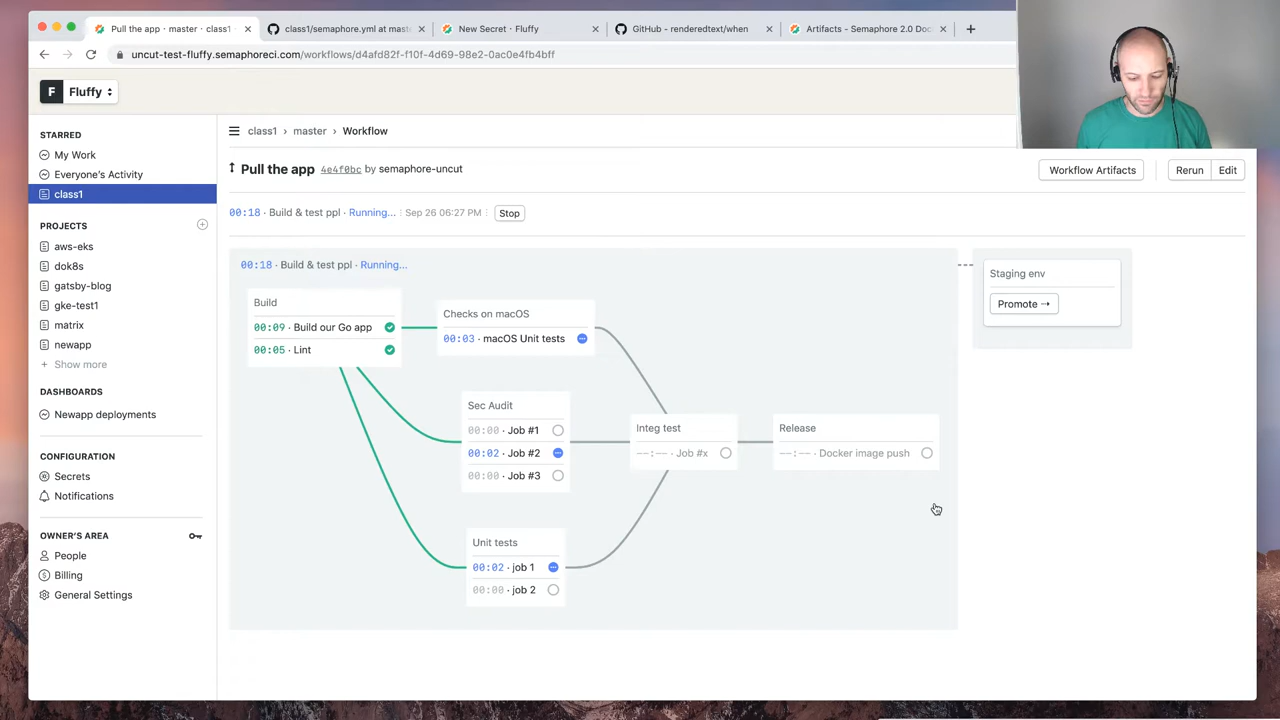 Pull the app · master · class1
class1/semaphore.yml at mast
New Secret · Fluffy
GitHub - renderedtext/when
Artifacts - Semaphore 2.0 Doc
uncut-test-fluffy.semaphoreci.com/workflows/d4afd82f-f10f-4d69-98e2-0ac0e4fb4bff
F Fluffy
STARRED
My Work
Everyone's Activity
class1
PROJECTS
aws-eks
dok8s
gatsby-blog
gke-test1
matrix
newapp
+ Show more
DASHBOARDS
Newapp deployments
CONFIGURATION
Secrets
Notifications
OWNER'S AREA
People
Billing
General Settings
class1 › master › Workflow
Pull the app 4e4f0bc by semaphore-uncut
Workflow Artifacts
Rerun
Edit
00:18 · Build & test ppl · Running... Sep 26 06:27 PM
Stop
00:18 · Build & test ppl · Running...
Build
00:09 · Build our Go app
00:05 · Lint
Checks on macOS
00:03 · macOS Unit tests
Sec Audit
00:00 · Job #1
00:02 · Job #2
00:00 · Job #3
Unit tests
00:02 · job 1
00:00 · job 2
Integ test
--:-- · Job #x
Release
--:-- · Docker image push
Staging env
Promote →